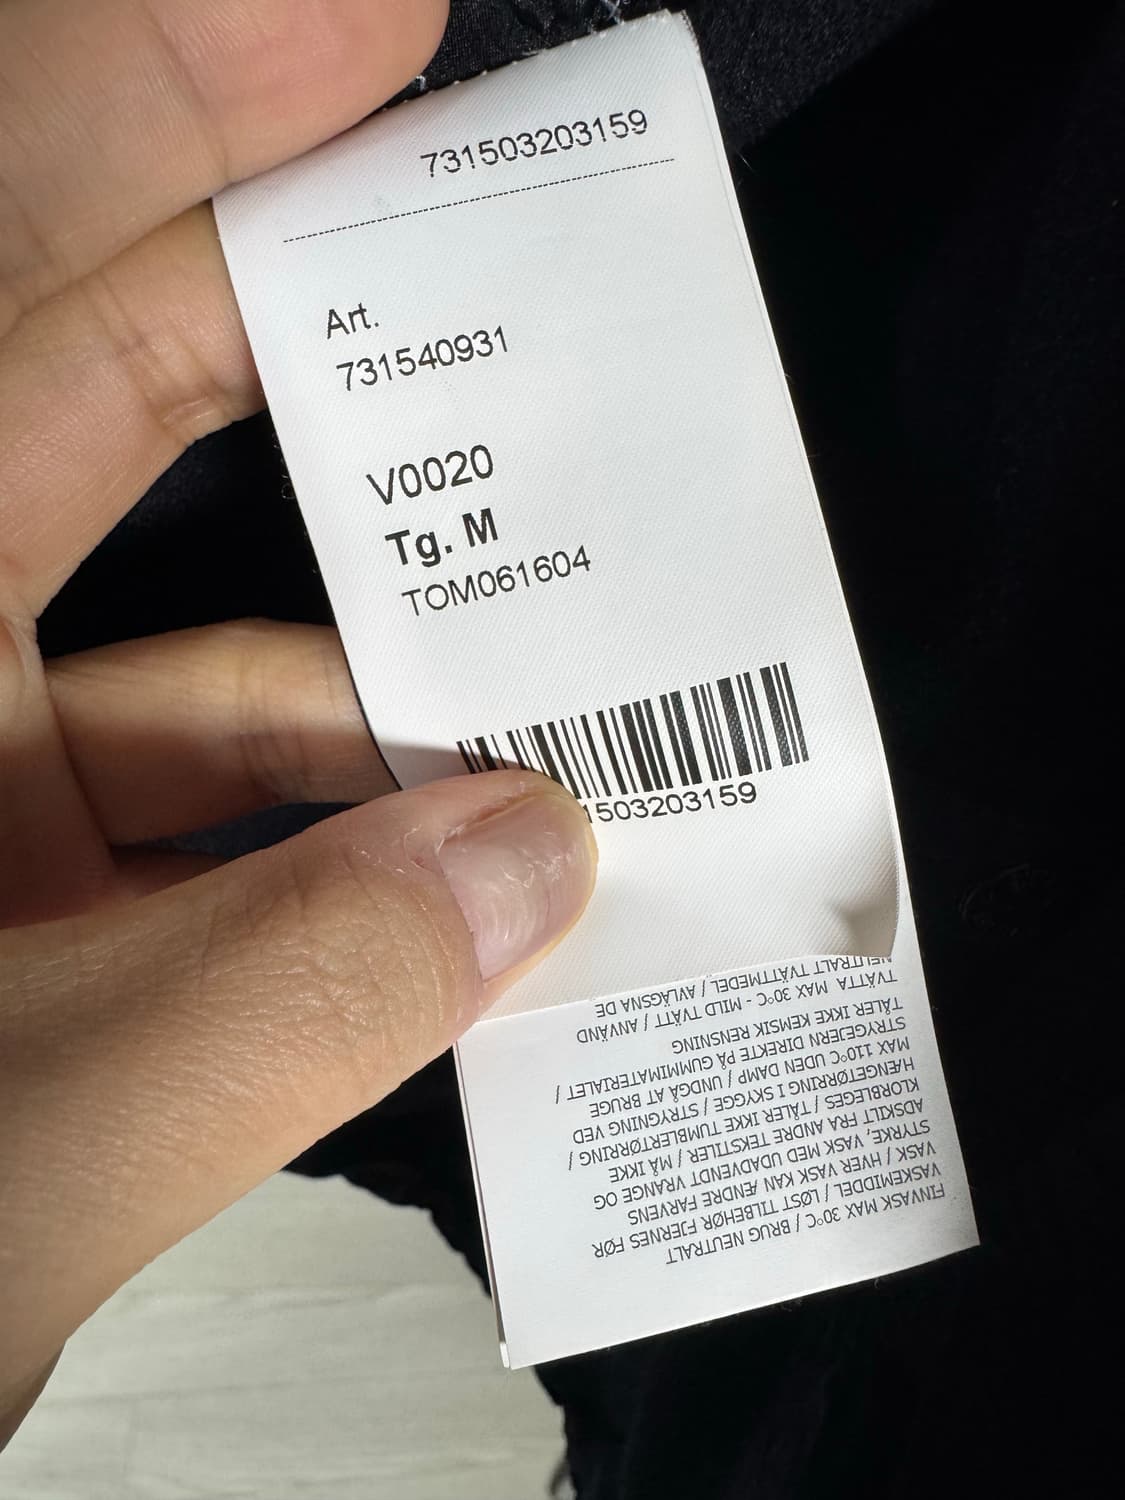 731503203159
Art.
731540931
V0020
Tg. M
TOM061604
1503203159
FINVASK MAX 30°C / BRUG NEUTRALT
VASKEMIDDEL / LØST TILBEHØR FJERNES FØR
VASK / HVER VASK KAN ÆNDRE FARVENS
STYRKE, VASK MED UDADVENDT VRANGE OG
ADSKILT FRA ANDRE TEKSTILER / MÅ IKKE
KLORBLEGES / TÅLER IKKE TUMBLERTØRRING /
HÆNGETØRRING I SKYGGE / STRYGNING VED
MAX 110°C UDEN DAMP / UNDGÅ AT BRUGE
STRYGEJERN DIREKTE PÅ GUMMIMATERIALET /
TÅLER IKKE KEMSIK RENSNING
TVÄTTA MAX 30°C - MILD TVÄTT / ANVÄND
NEUTRALT TVÄTTMEDEL / AVLÄGSNA DE